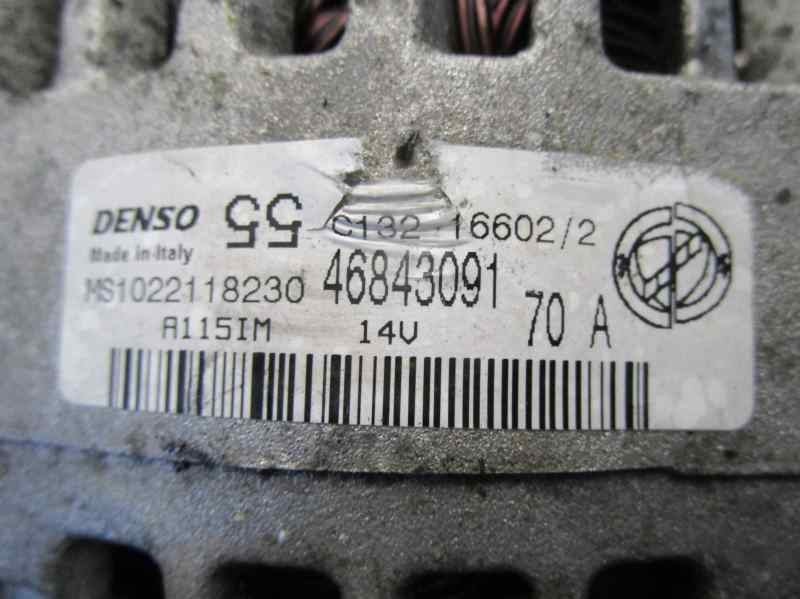 DENSO 55 C132 16602/2
Made in Italy
MS1022118230 46843091 70 A
A115IM 14V